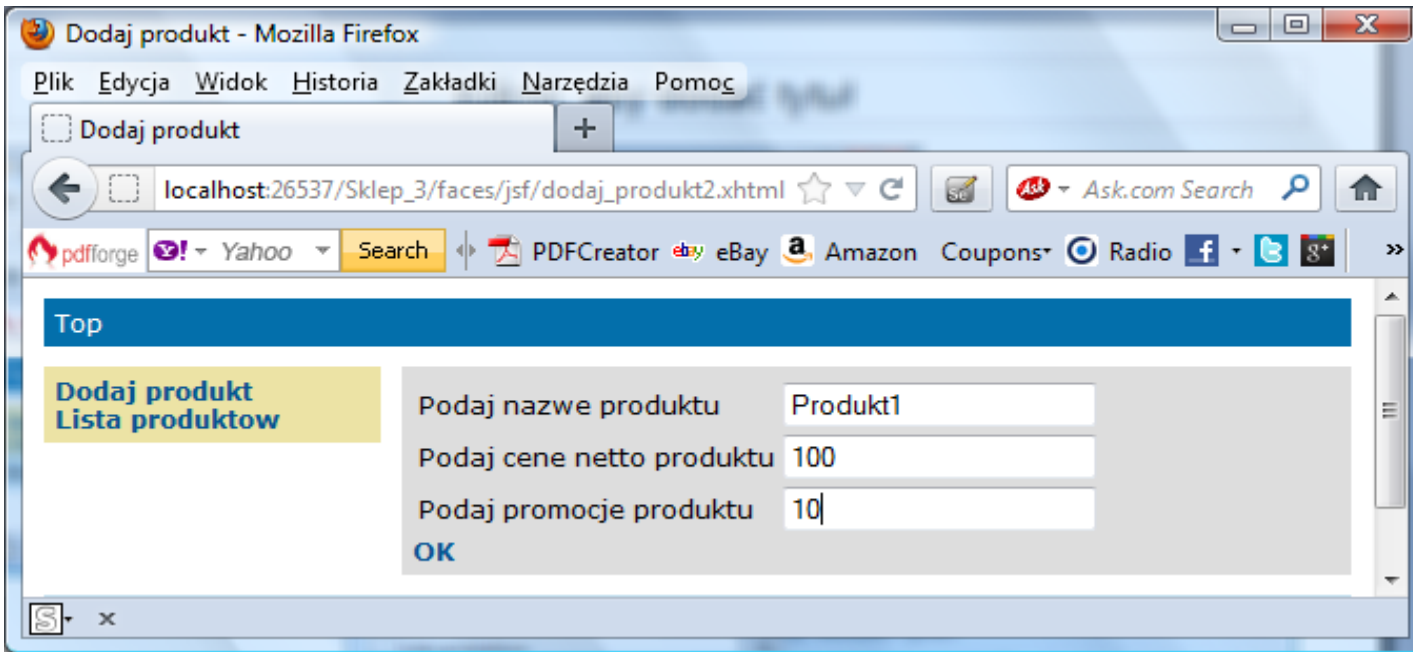 Dodaj produkt - Mozilla Firefox
Plik Edycja Widok Historia Zakładki Narzędzia Pomoc
Dodaj produkt
localhost:26537/Sklep_3/faces/jsf/dodaj_produkt2.xhtml Ask.com Search
pdfforge Yahoo Search PDFCreator eBay Amazon Coupons Radio
Top
Dodaj produkt
Lista produktow
Podaj nazwe produktu Produkt1
Podaj cene netto produktu 100
Podaj promocje produktu 10
OK